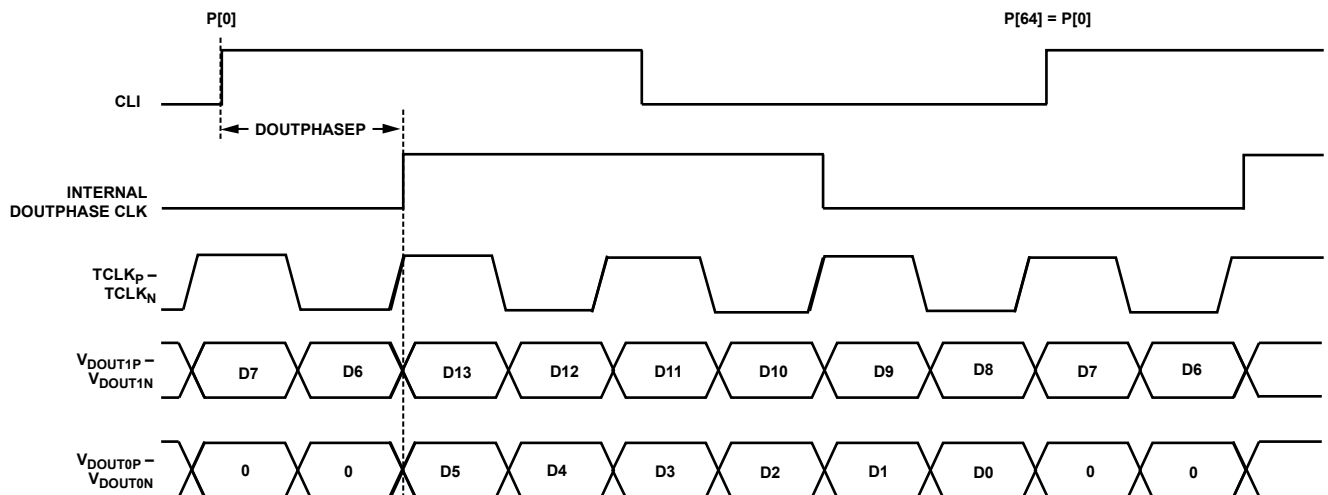 P[0]
P[64] = P[0]
CLI
DOUTPHASEP
INTERNAL
DOUTPHASE CLK
TCLKP –
TCLKN
VDOUT1P –
VDOUT1N
D7 D6 D13 D12 D11 D10 D9 D8 D7 D6
VDOUT0P –
VDOUT0N
0 0 D5 D4 D3 D2 D1 D0 0 0